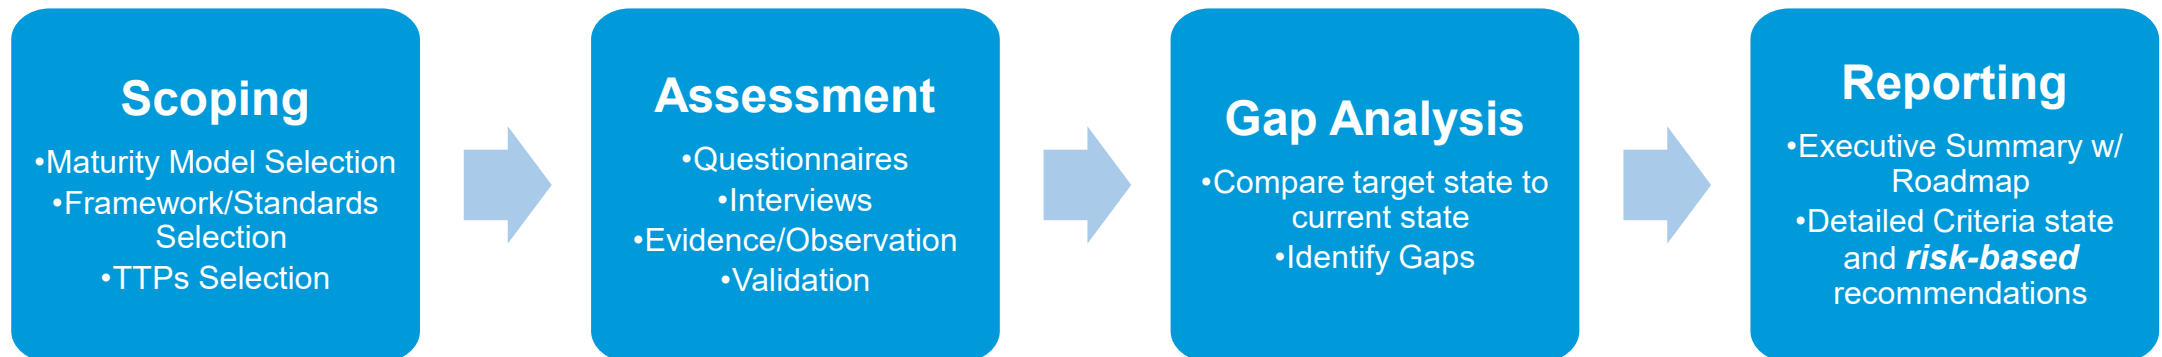 Scoping
•Maturity Model Selection
•Framework/Standards
Selection
•TTPs Selection
Assessment
•Questionnaires
•Interviews
•Evidence/Observation
•Validation
Gap Analysis
•Compare target state to
current state
•Identify Gaps
Reporting
•Executive Summary w/
Roadmap
•Detailed Criteria state
and risk-based
recommendations